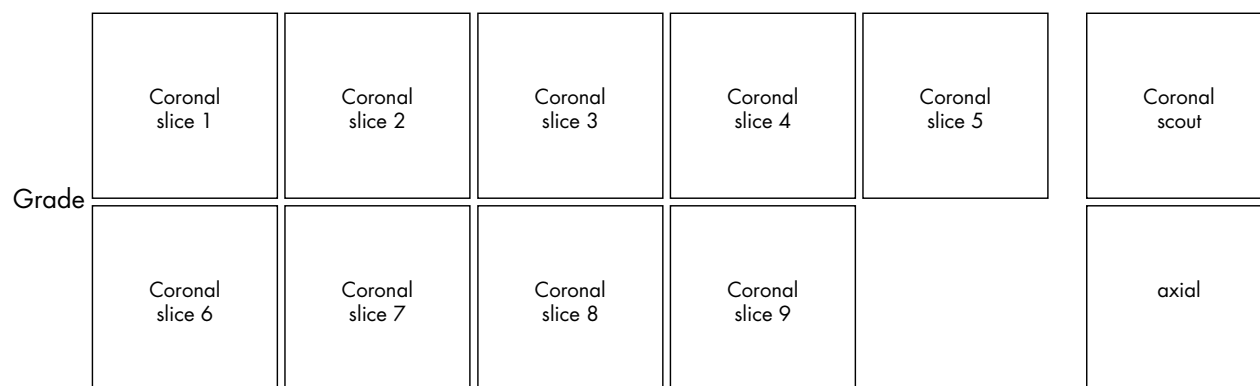 Coronal
slice 1
Coronal
slice 2
Coronal
slice 3
Coronal
slice 4
Coronal
slice 5
Coronal
scout
Grade
Coronal
slice 6
Coronal
slice 7
Coronal
slice 8
Coronal
slice 9
axial